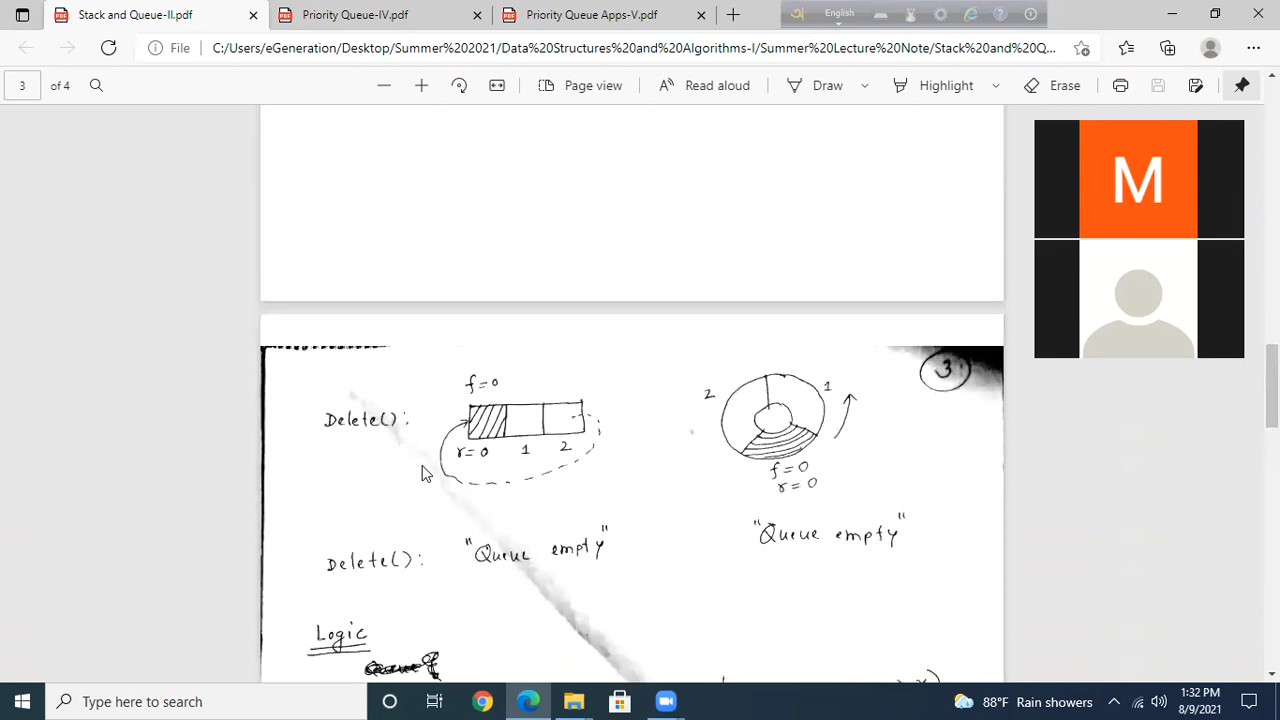 Stack and Queue-II.pdf
Priority Queue-IV.pdf
Priority Queue Apps-V.pdf
English
File
C:/Users/eGeneration/Desktop/Summer%202021/Data%20Structures%20and%20Algorithms-I/Summer%20Lecture%20Note/Stack%20and%20Q...
3 of 4
Page view
Read aloud
Draw
Highlight
Erase
M
3
f=0
Delete():
r=0 1 2
2 1
f=0
r=0
Delete(): "Queue empty" "Queue empty"
Logic
Type here to search
88°F Rain showers
1:32 PM
8/9/2021